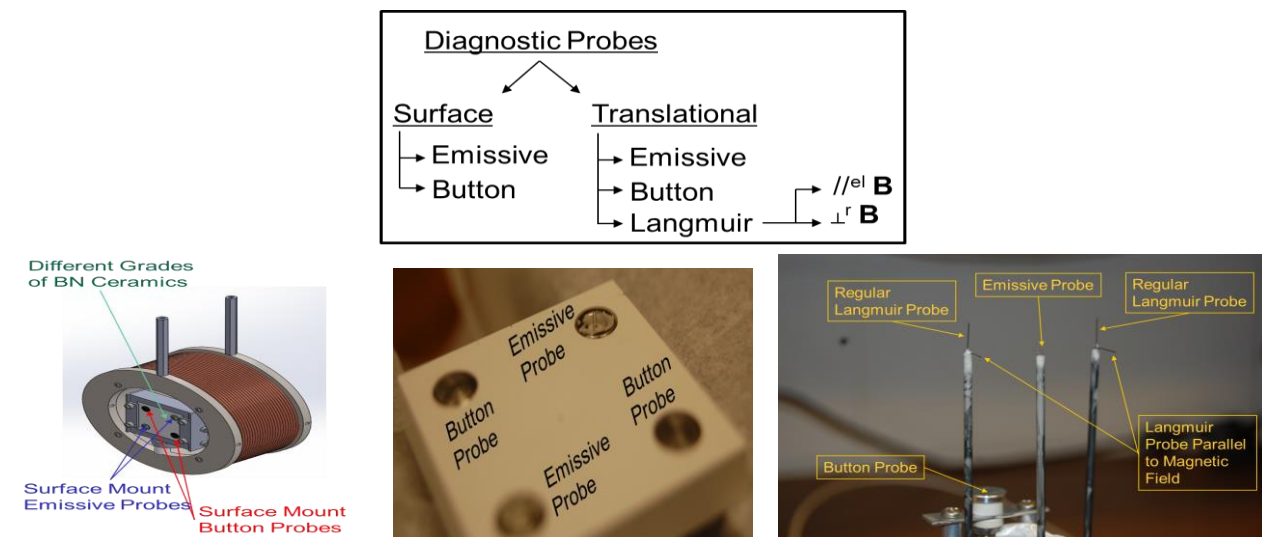 Diagnostic Probes
Surface
Emissive
Button
Translational
Emissive
Button
Langmuir
//el B
⊥r B
Different Grades
of BN Ceramics
Surface Mount
Emissive Probes
Surface Mount
Button Probes
Emissive
Probe
Button
Probe
Button
Probe
Emissive
Probe
Regular
Langmuir Probe
Emissive Probe
Regular
Langmuir Probe
Button Probe
Langmuir
Probe Parallel
to Magnetic
Field